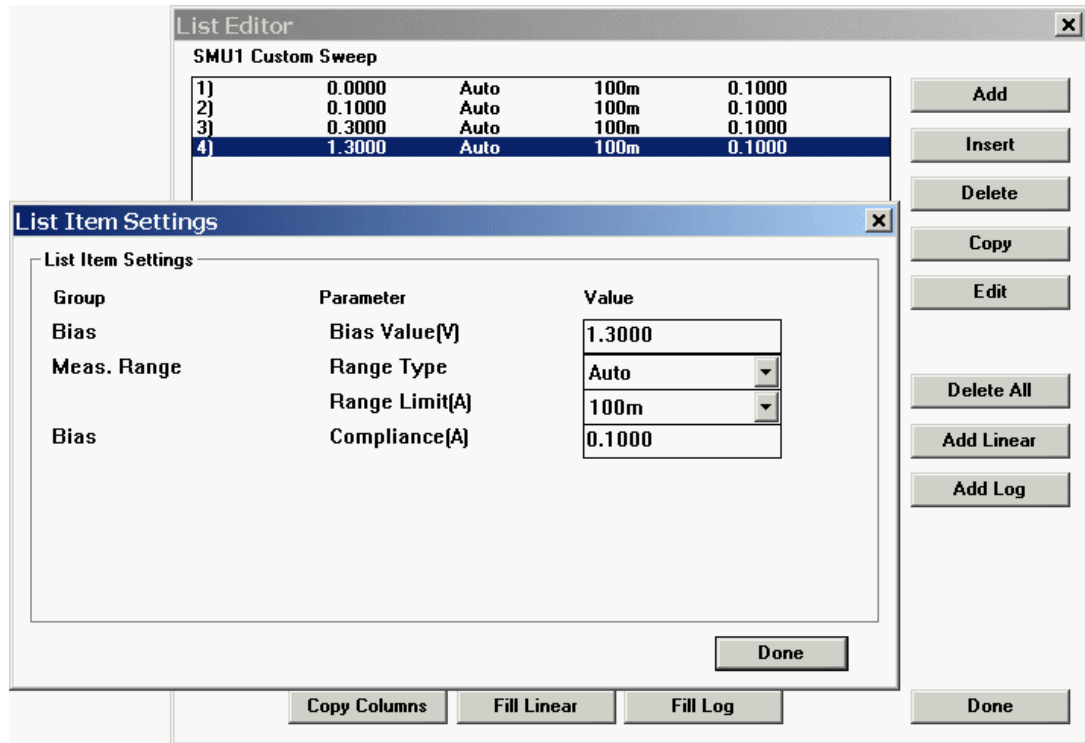 List Editor
SMU1 Custom Sweep
1) 0.0000 Auto 100m 0.1000
2) 0.1000 Auto 100m 0.1000
3) 0.3000 Auto 100m 0.1000
4) 1.3000 Auto 100m 0.1000
Add
Insert
Delete
Copy
Edit
Delete All
Add Linear
Add Log
List Item Settings
List Item Settings
Group Parameter Value
Bias Bias Value(V) 1.3000
Meas. Range Range Type Auto
Range Limit(A) 100m
Bias Compliance(A) 0.1000
Done
Copy Columns Fill Linear Fill Log Done